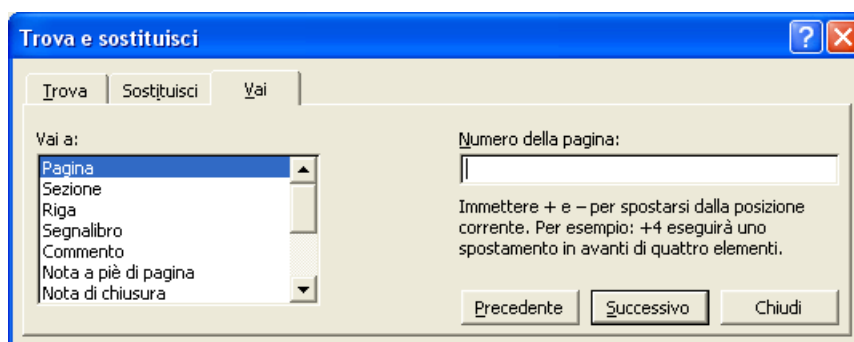 Trova e sostituisci
Trova Sostituisci Vai
Vai a:
Pagina
Sezione
Riga
Segnalibro
Commento
Nota a piè di pagina
Nota di chiusura
Numero della pagina:
Immettere + e – per spostarsi dalla posizione
corrente. Per esempio: +4 eseguirà uno
spostamento in avanti di quattro elementi.
Precedente Successivo Chiudi